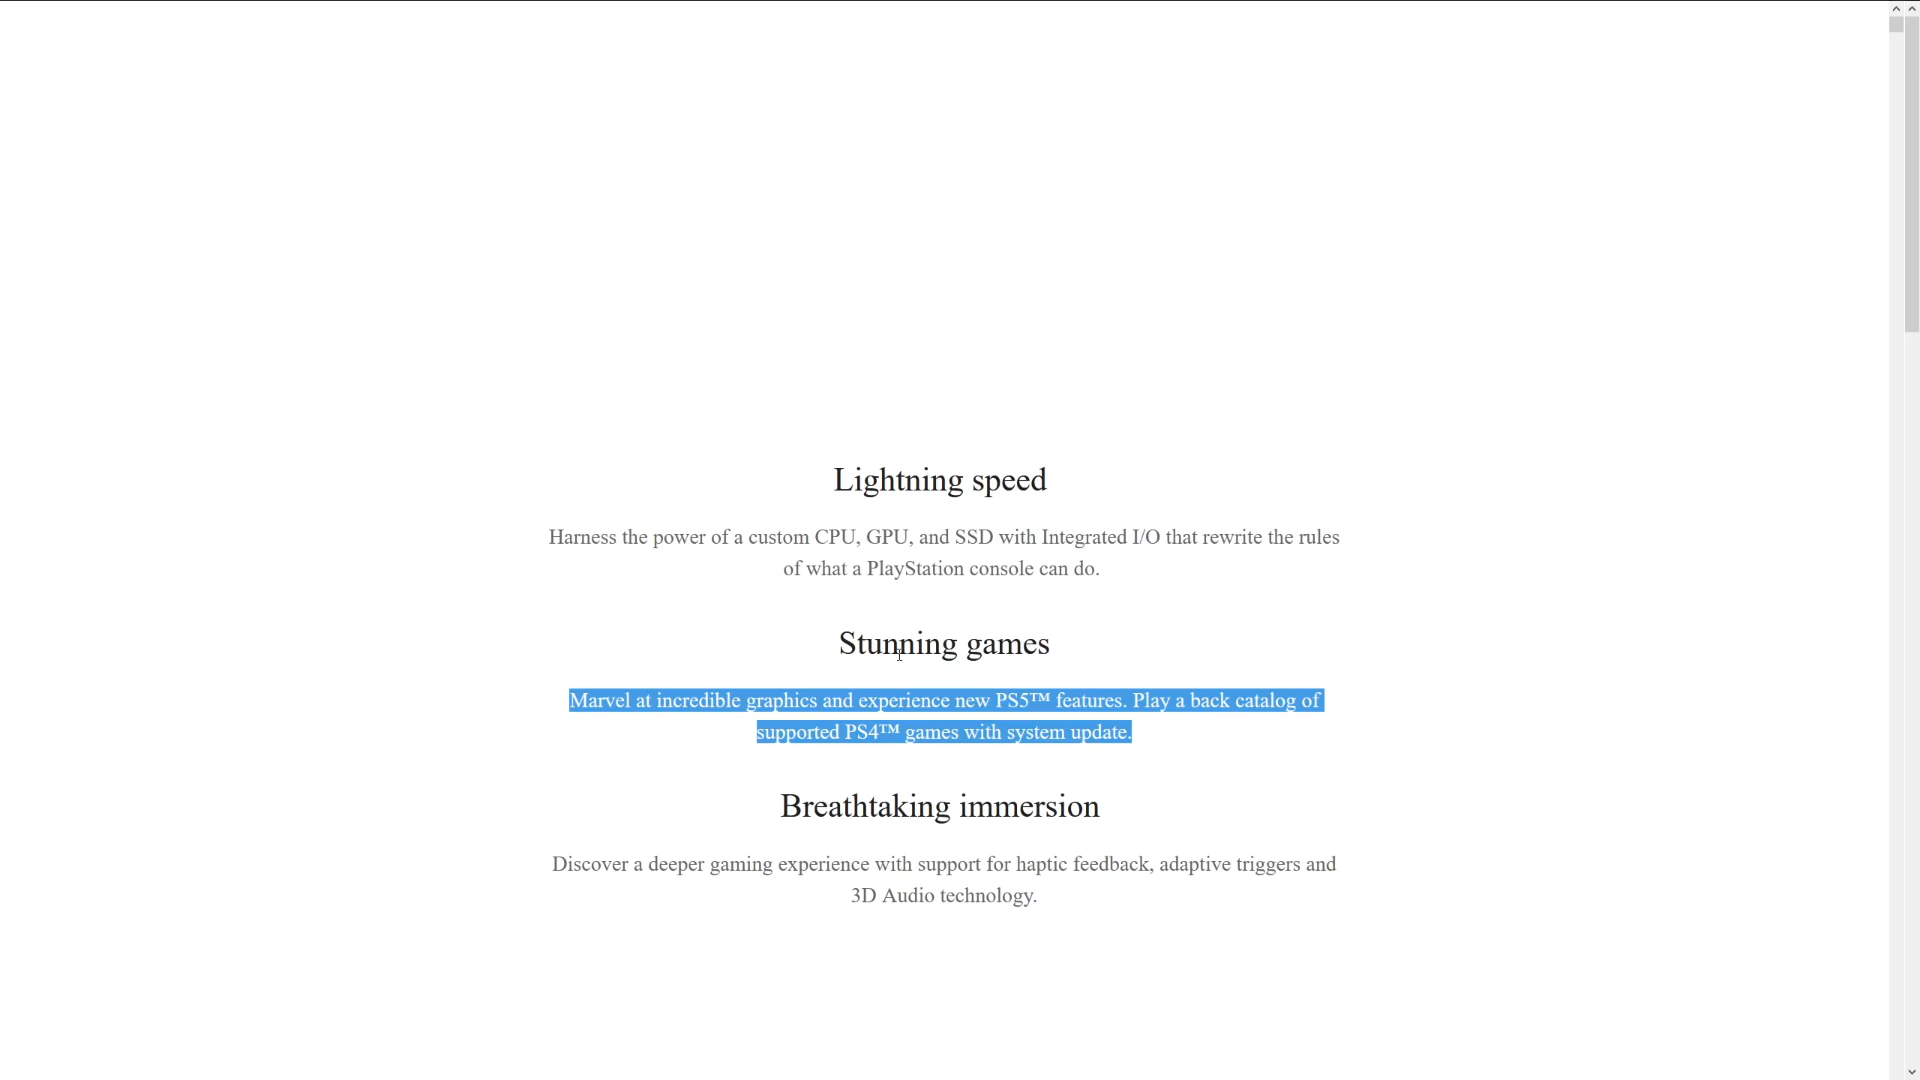 Lightning speed
Harness the power of a custom CPU, GPU, and SSD with Integrated I/O that rewrite the rules
of what a PlayStation console can do.
Stunning games
Marvel at incredible graphics and experience new PS5™ features. Play a back catalog of
supported PS4™ games with system update.
Breathtaking immersion
Discover a deeper gaming experience with support for haptic feedback, adaptive triggers and
3D Audio technology.